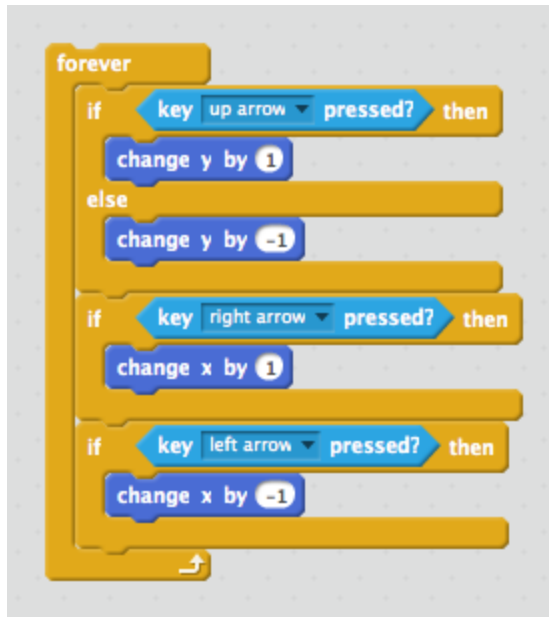 forever
if key up arrow pressed? then
change y by 1
else
change y by -1
if key right arrow pressed? then
change x by 1
if key left arrow pressed? then
change x by -1